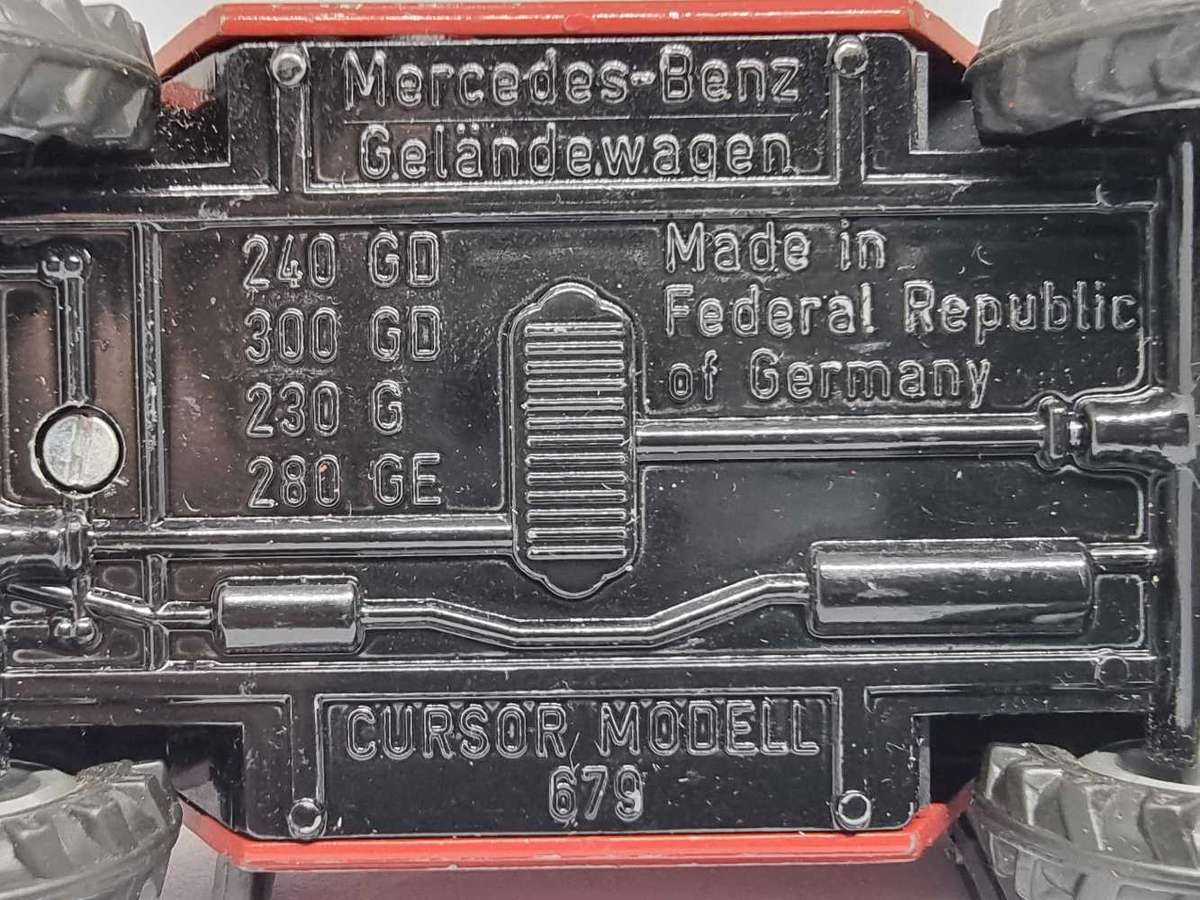 Mercedes-Benz
Geländewagen
240 GD
300 GD
230 G
280 GE
Made in
Federal Republic
of Germany
CURSOR MODELL
679